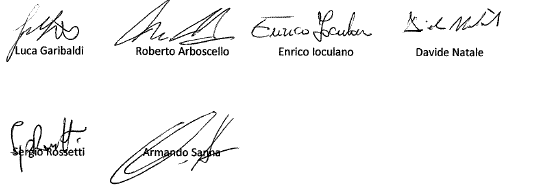 Enrico Ioculano
Luca Garibaldi Roberto Arboscello Enrico Ioculano Davide Natale
Sergio Rossetti Armando Sanna